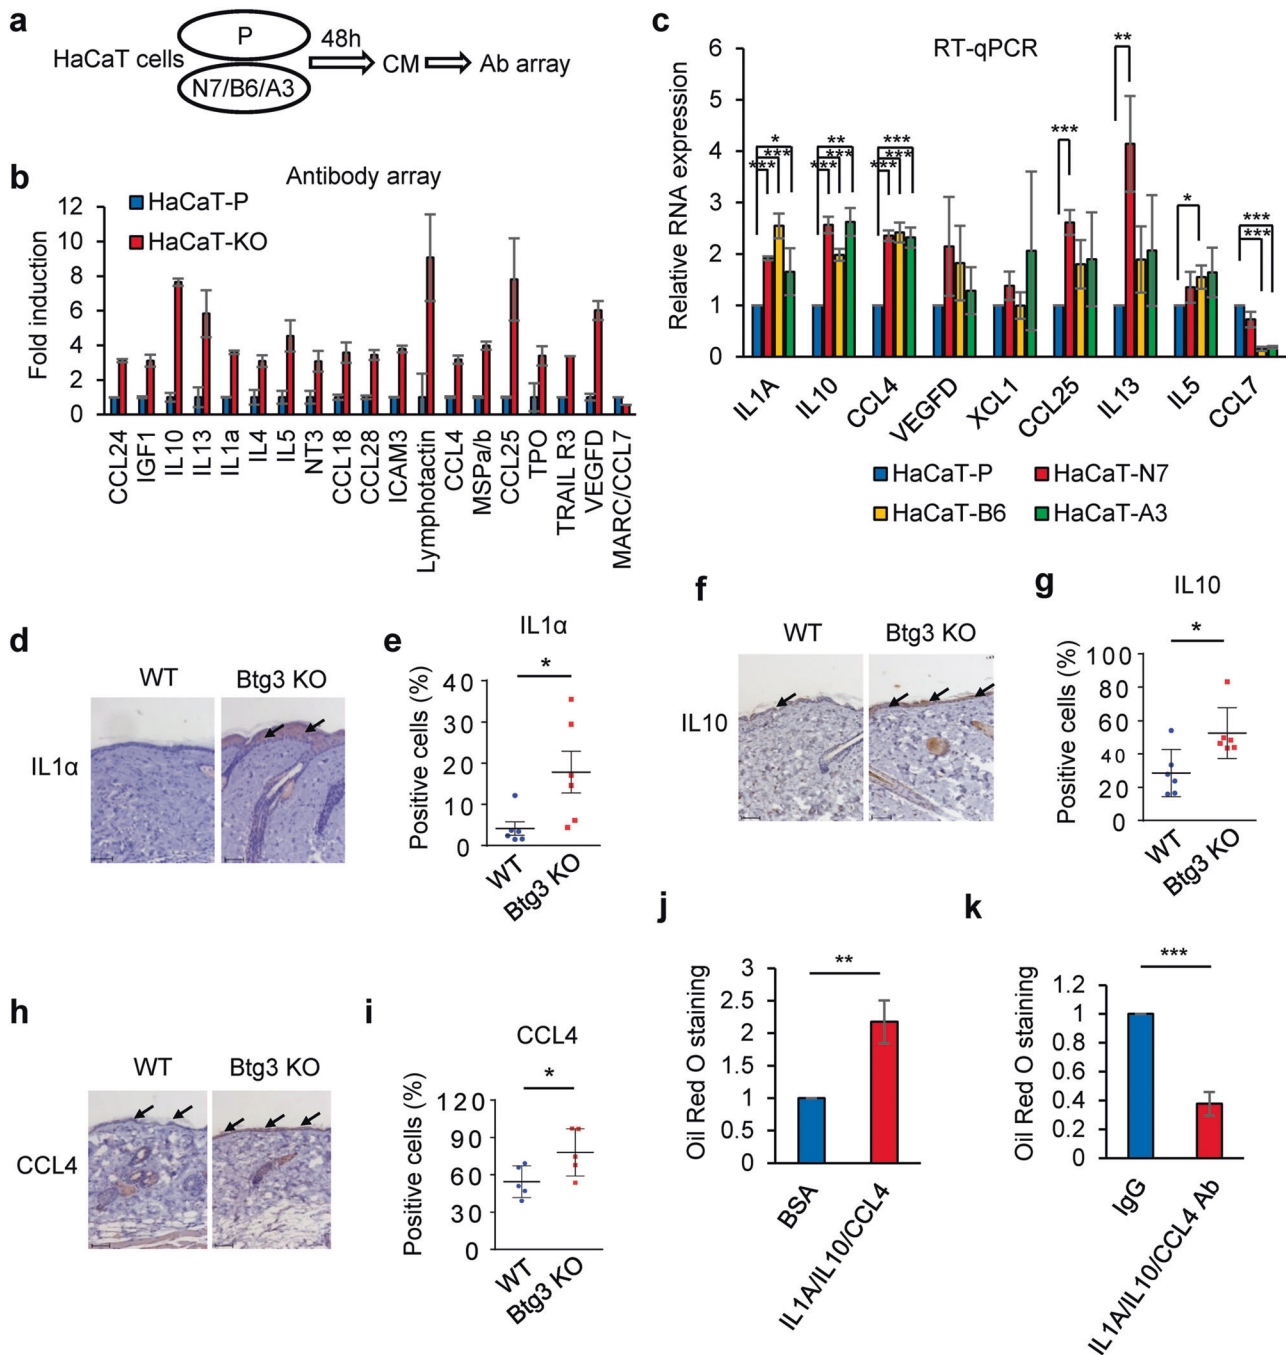 a
HaCaT cells
P
N7/B6/A3
48h
CM
Ab array
b
Antibody array
HaCaT-P
HaCaT-KO
Fold induction
12
10
8
6
4
2
0
CCL24
IGF1
IL10
IL13
IL1a
IL4
IL5
NT3
CCL18
CCL28
ICAM3
Lymphotactin
CCL4
MSPa/b
CCL25
TPO
TRAIL R3
VEGFD
MARC/CCL7
c
RT-qPCR
Relative RNA expression
6
5
4
3
2
1
0
*
***
***
**
***
***
***
***
***
***
**
*
***
***
IL1A
IL10
CCL4
VEGFD
XCL1
CCL25
IL13
IL5
CCL7
HaCaT-P
HaCaT-N7
HaCaT-B6
HaCaT-A3
d
WT
Btg3 KO
IL1α
e
IL1α
*
Positive cells (%)
40
30
20
10
0
WT
Btg3 KO
f
WT
Btg3 KO
IL10
g
IL10
*
Positive cells (%)
100
80
60
40
20
0
WT
Btg3 KO
h
WT
Btg3 KO
CCL4
i
CCL4
*
Positive cells (%)
120
90
60
30
0
WT
Btg3 KO
j
**
Oil Red O staining
3
2.5
2
1.5
1
0.5
0
BSA
IL1A/IL10/CCL4
k
***
Oil Red O staining
1.2
1
0.8
0.6
0.4
0.2
0
IgG
IL1A/IL10/CCL4 Ab